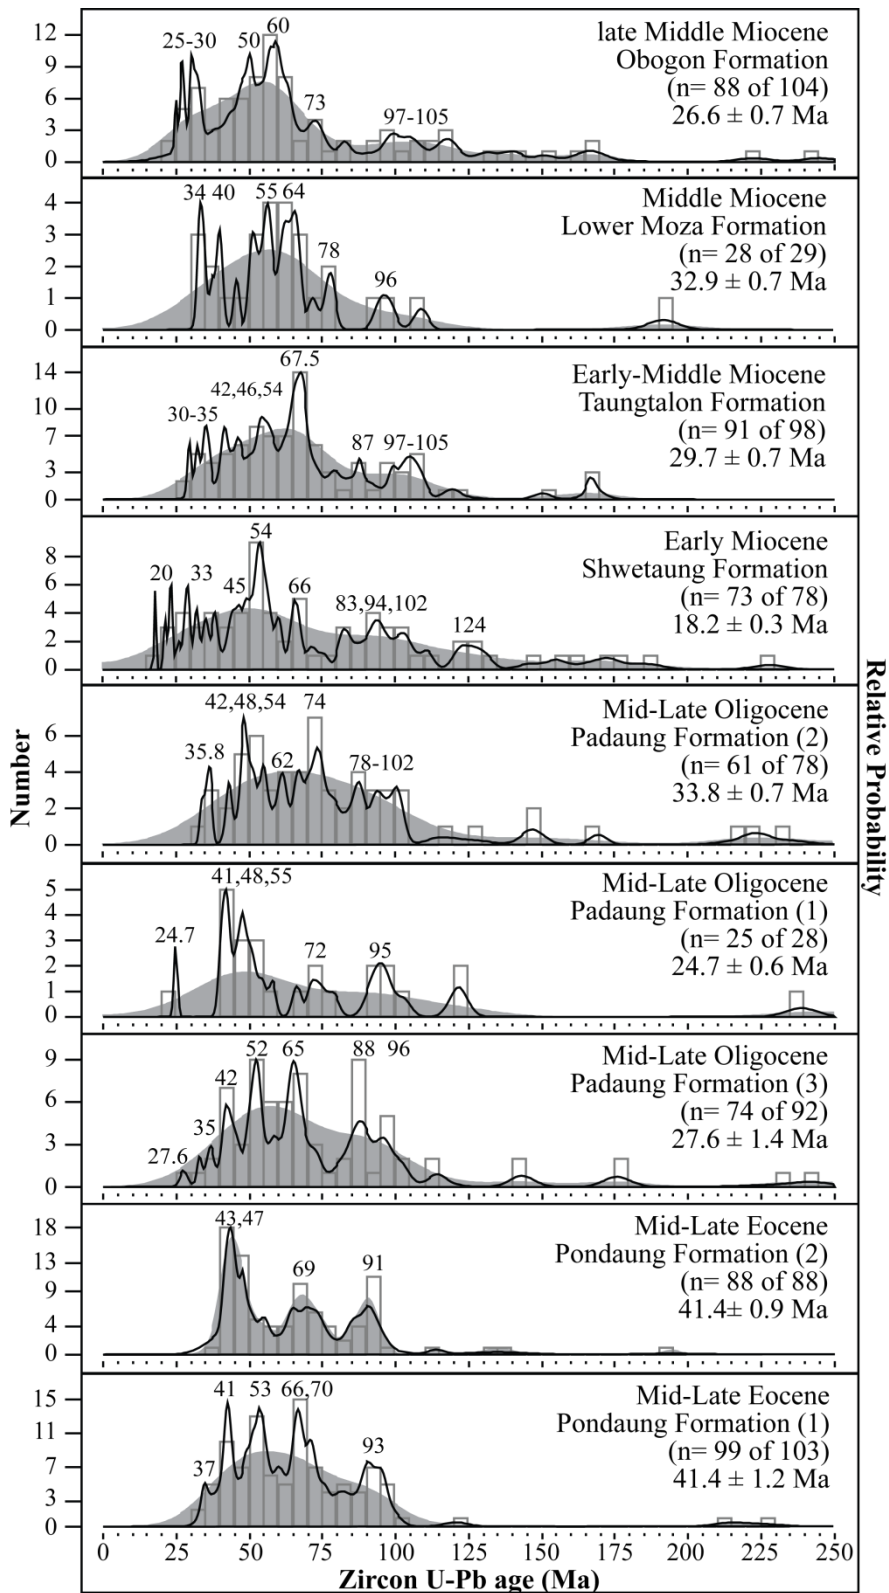 12
9
6
3
0
25-30
50
60
73
97-105
late Middle Miocene
Obogon Formation
(n= 88 of 104)
26.6 ± 0.7 Ma
4
3
2
1
0
34 40
55 64
78
96
Middle Miocene
Lower Moza Formation
(n= 28 of 29)
32.9 ± 0.7 Ma
14
10
7
3
0
30-35
42,46,54
67.5
87
97-105
Early-Middle Miocene
Taungtalon Formation
(n= 91 of 98)
29.7 ± 0.7 Ma
8
6
4
2
0
20
33
45
54
66
83,94,102
124
Early Miocene
Shwetaung Formation
(n= 73 of 78)
18.2 ± 0.3 Ma
6
4
2
0
35.8
42,48,54
62
74
78-102
Mid-Late Oligocene
Padaung Formation (2)
(n= 61 of 78)
33.8 ± 0.7 Ma
5
4
3
2
1
0
24.7
41,48,55
72
95
Mid-Late Oligocene
Padaung Formation (1)
(n= 25 of 28)
24.7 ± 0.6 Ma
9
6
3
0
27.6
35
42
52
65
88
96
Mid-Late Oligocene
Padaung Formation (3)
(n= 74 of 92)
27.6 ± 1.4 Ma
18
13
9
4
0
43,47
69
91
Mid-Late Eocene
Pondaung Formation (2)
(n= 88 of 88)
41.4± 0.9 Ma
15
11
7
3
0
37
41
53
66,70
93
Mid-Late Eocene
Pondaung Formation (1)
(n= 99 of 103)
41.4 ± 1.2 Ma
0 25 50 75 100 125 150 175 200 225 250
Zircon U-Pb age (Ma)
Number
Relative Probability